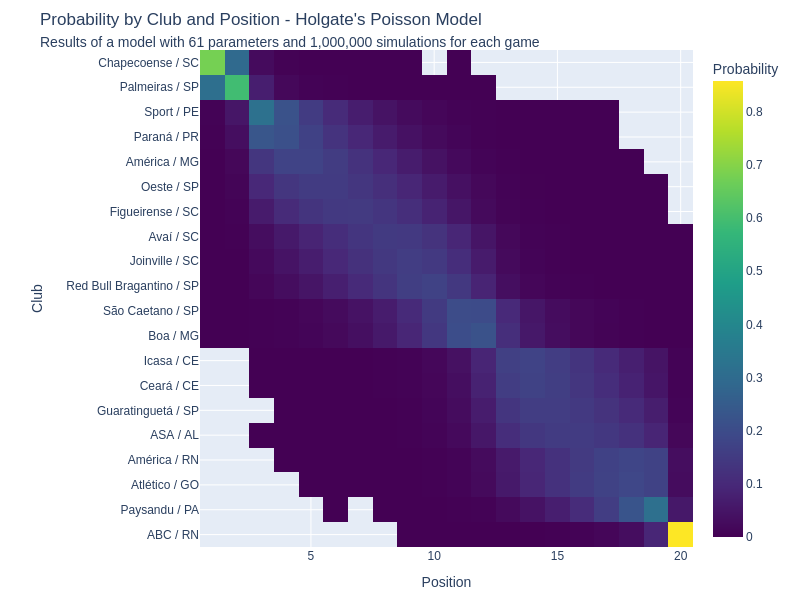 Probability by Club and Position - Holgate's Poisson Model
Results of a model with 61 parameters and 1,000,000 simulations for each game
Probability
Club
Chapecoense / SC
Palmeiras / SP
Sport / PE
Paraná / PR
América / MG
Oeste / SP
Figueirense / SC
Avaí / SC
Joinville / SC
Red Bull Bragantino / SP
São Caetano / SP
Boa / MG
Icasa / CE
Ceará / CE
Guaratinguetá / SP
ASA / AL
América / RN
Atlético / GO
Paysandu / PA
ABC / RN
0.8
0.7
0.6
0.5
0.4
0.3
0.2
0.1
0
5
10
15
20
Position